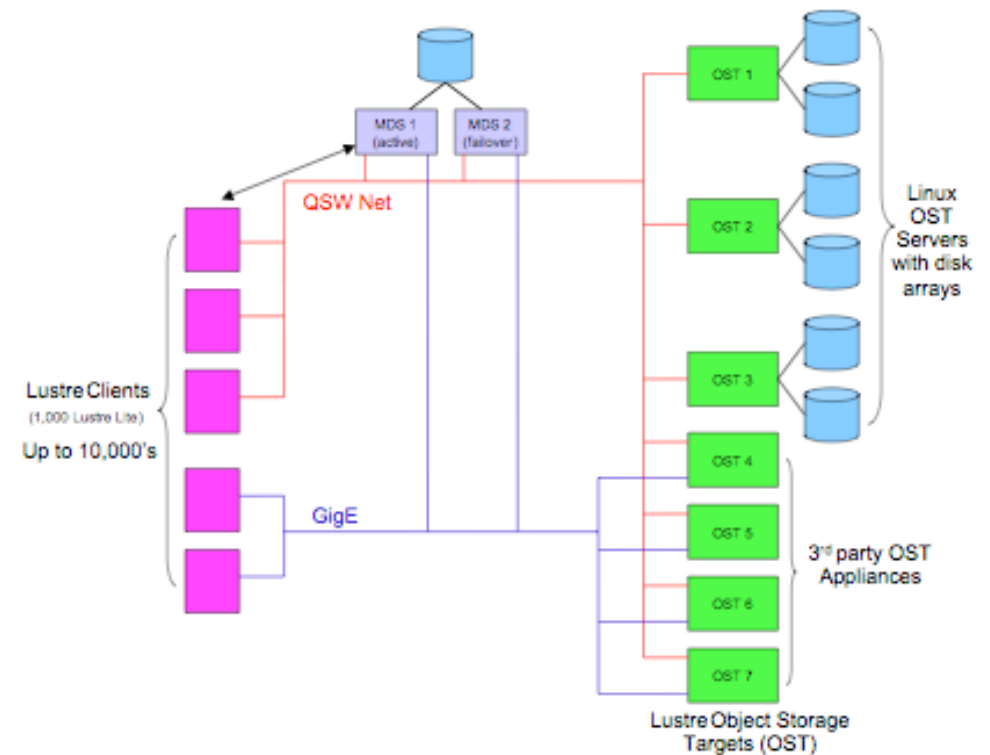 MDS 1
(active)
MDS 2
(failover)
QSW Net
Lustre Clients
(1,000 Lustre Lite)
Up to 10,000's
GigE
OST 1
OST 2
OST 3
OST 4
OST 5
OST 6
OST 7
Linux
OST
Servers
with disk
arrays
3rd party OST
Appliances
Lustre Object Storage
Targets (OST)